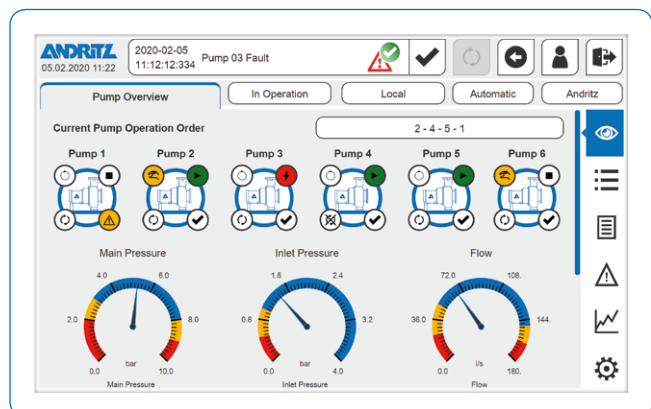 ANDRITZ
05.02.2020 11:22
2020-02-05
11:12:12:334 Pump 03 Fault
Pump Overview In Operation Local Automatic Andritz
Current Pump Operation Order 2 - 4 - 5 - 1
Pump 1 Pump 2 Pump 3 Pump 4 Pump 5 Pump 6
Main Pressure Inlet Pressure Flow
4.0 6.0 1.6 2.4 72.0 108.
2.0 8.0 0.8 3.2 36.0 144.
bar bar l/s
0.0 10.0 0.0 4.0 0.0 180.
Main Pressure Inlet Pressure Flow